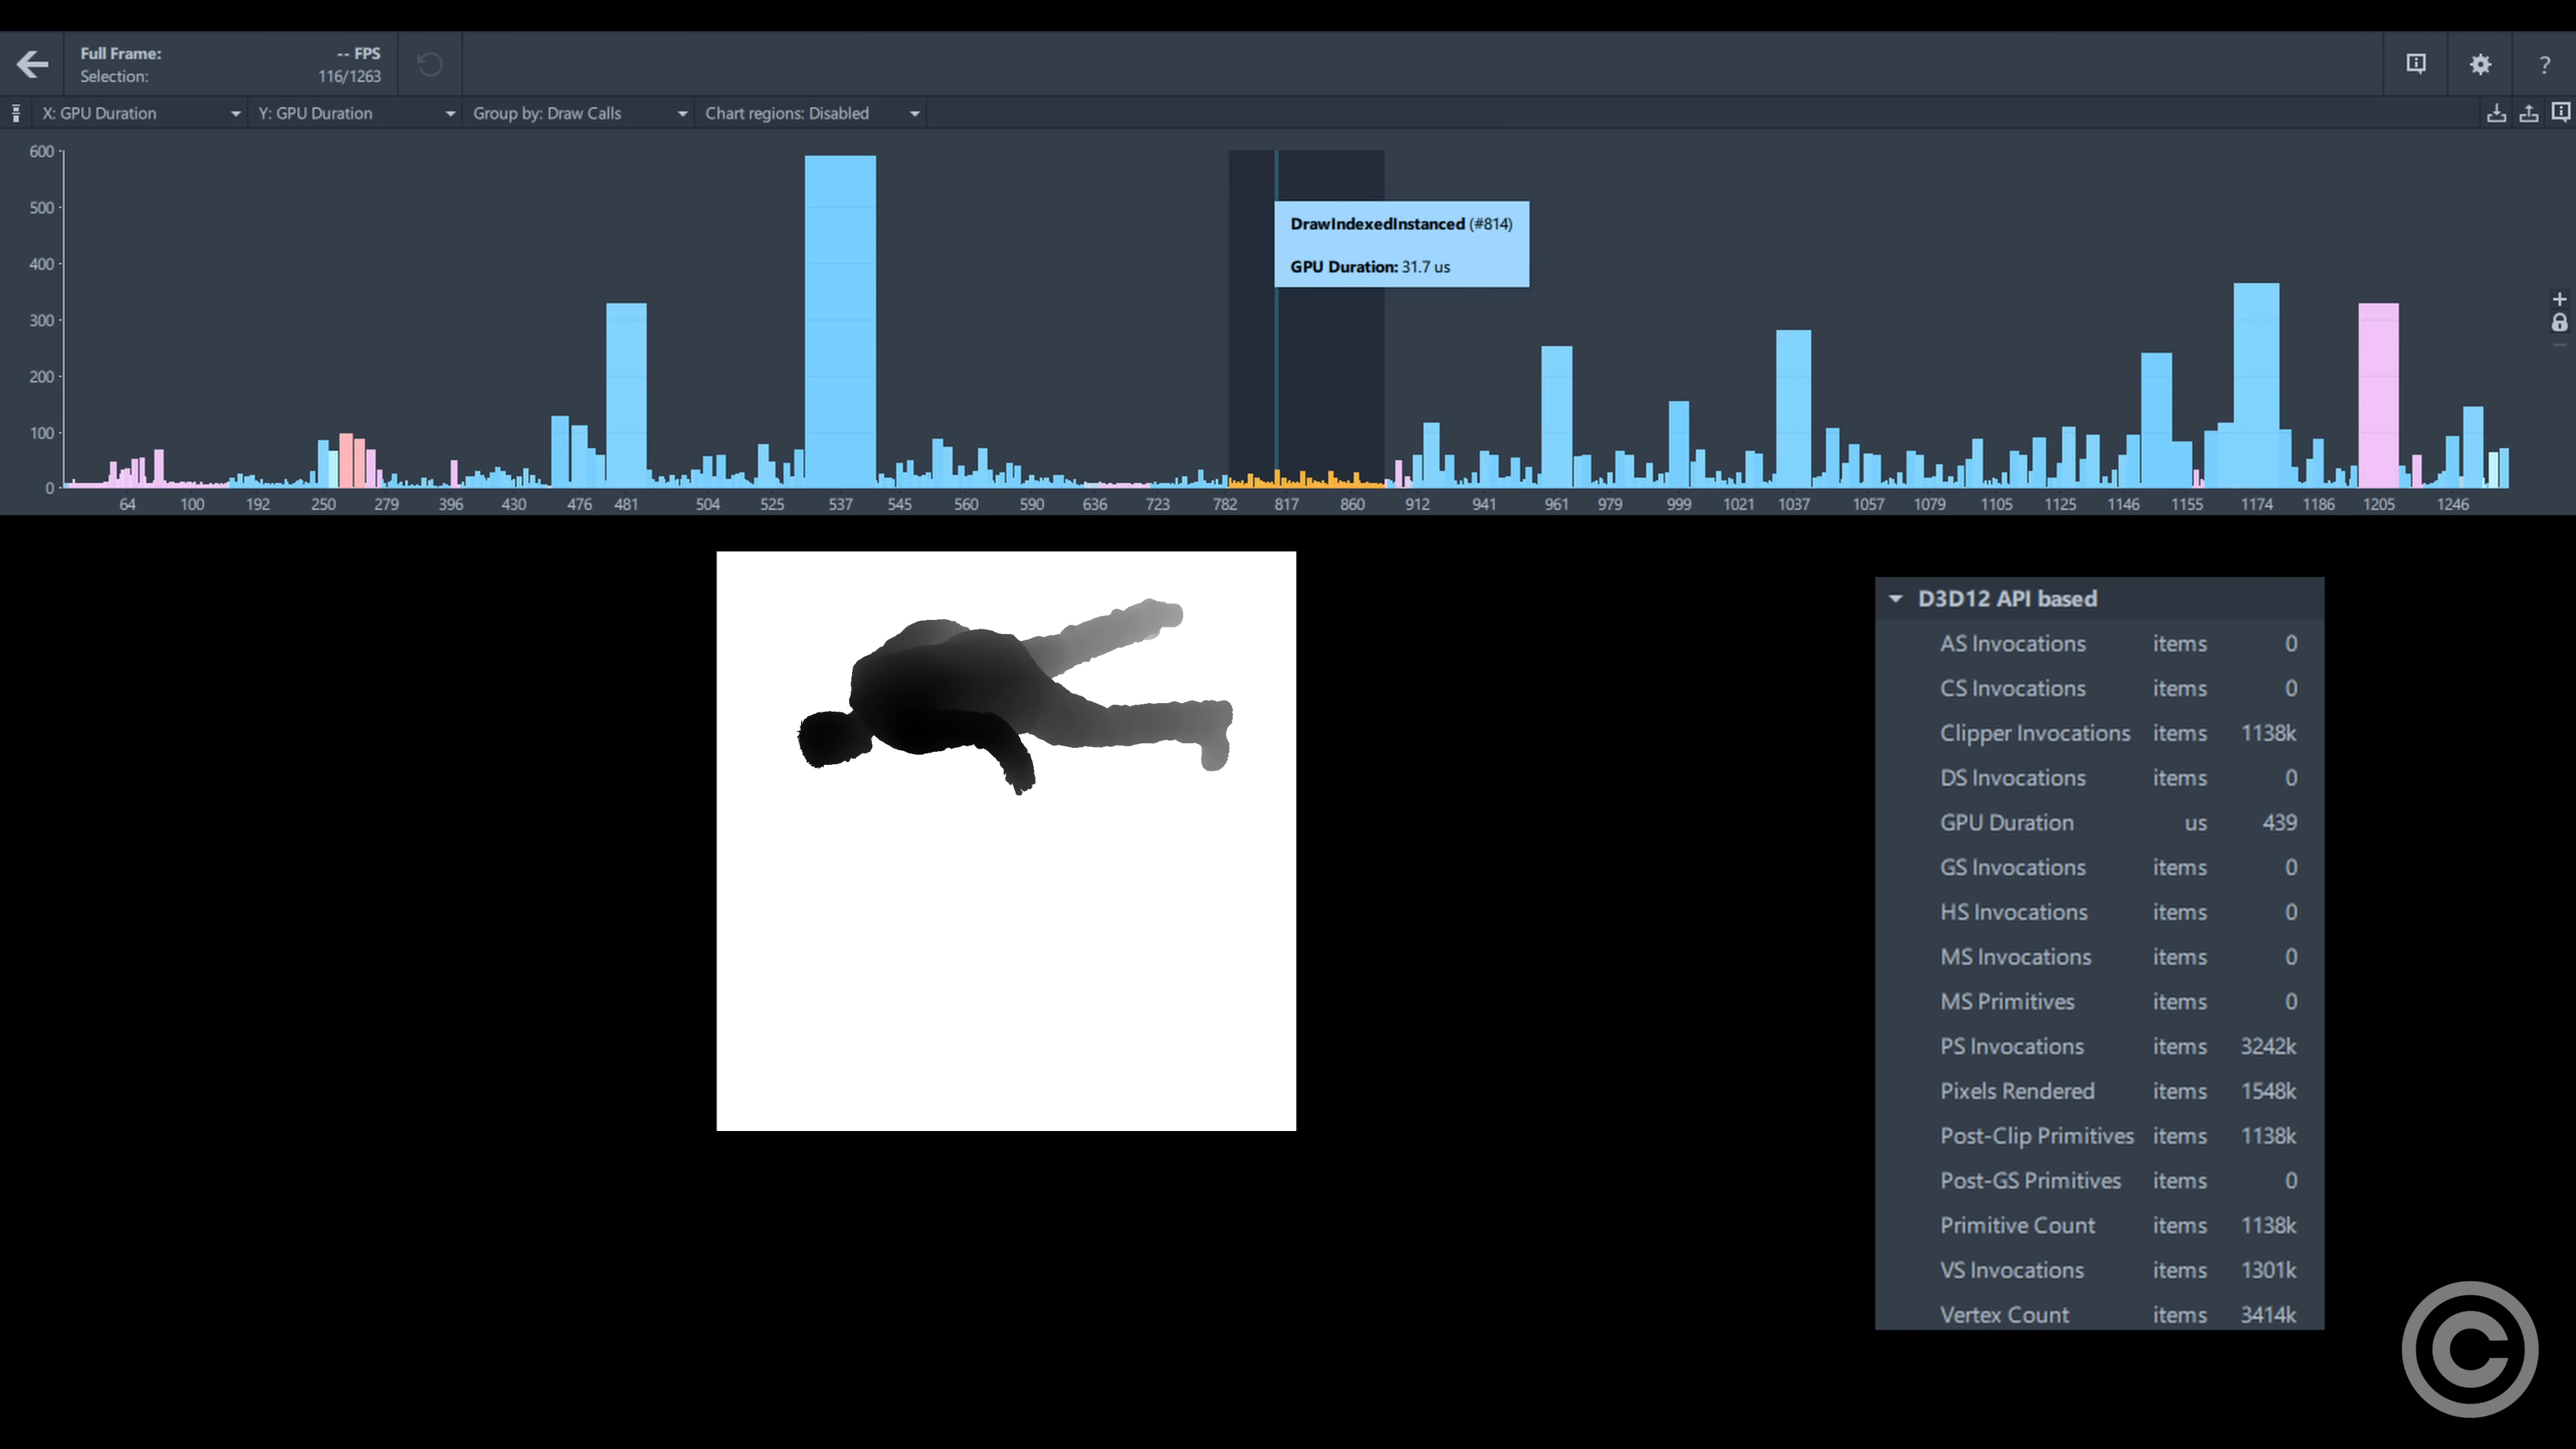 Full Frame: -- FPS
Selection: 116/1263
?
X: GPU Duration Y: GPU Duration Group by: Draw Calls Chart regions: Disabled
600
500
400
300
200
100
0
DrawIndexedInstanced (#814)
GPU Duration: 31.7 us
64 100 192 250 279 396 430 476 481 504 525 537 545 560 590 636 723 782 817 860 912 941 961 979 999 1021 1037 1057 1079 1105 1125 1146 1155 1174 1186 1205 1246
D3D12 API based
AS Invocations items 0
CS Invocations items 0
Clipper Invocations items 1138k
DS Invocations items 0
GPU Duration us 439
GS Invocations items 0
HS Invocations items 0
MS Invocations items 0
MS Primitives items 0
PS Invocations items 3242k
Pixels Rendered items 1548k
Post-Clip Primitives items 1138k
Post-GS Primitives items 0
Primitive Count items 1138k
VS Invocations items 1301k
Vertex Count items 3414k
©